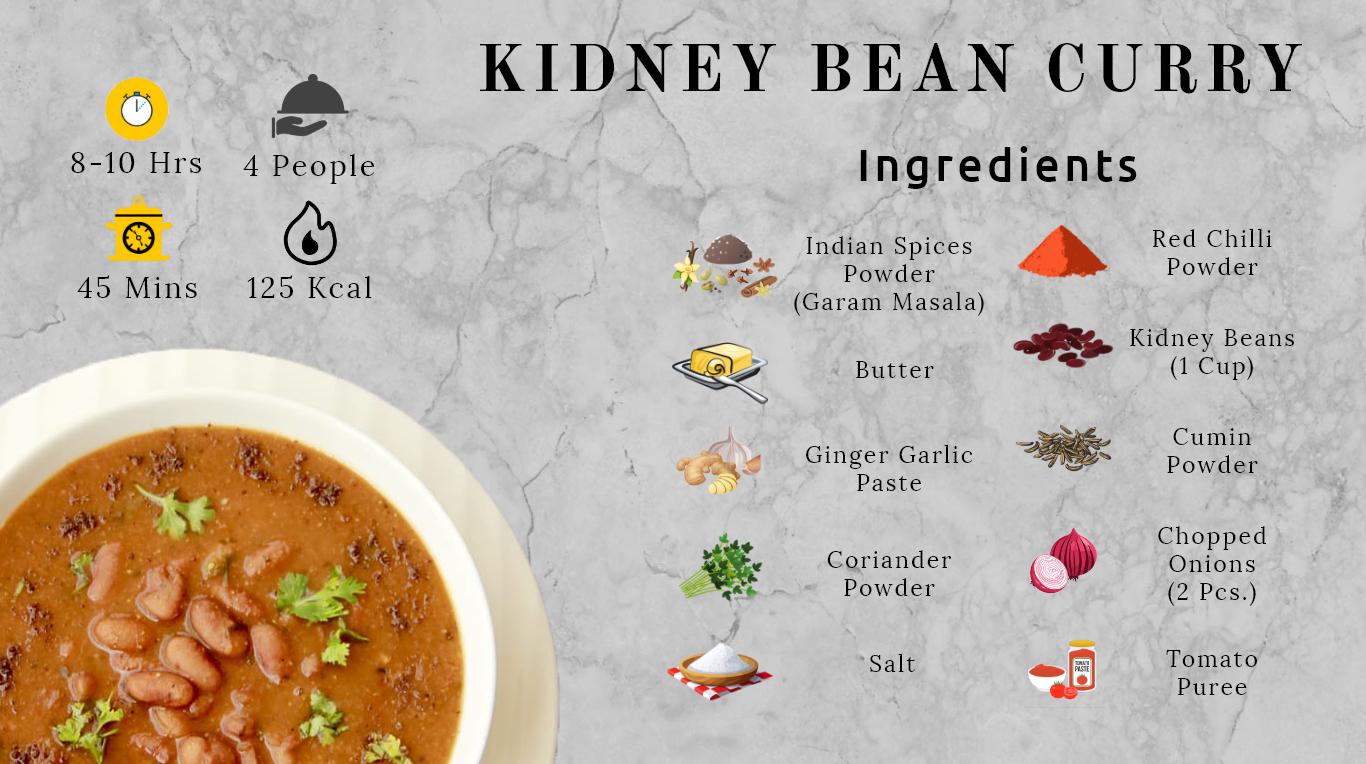 KIDNEY BEAN CURRY
8-10 Hrs
4 People
45 Mins
125 Kcal
Ingredients
Indian Spices
Powder
(Garam Masala)
Red Chilli
Powder
Butter
Kidney Beans
(1 Cup)
Ginger Garlic
Paste
Cumin
Powder
Coriander
Powder
Chopped
Onions
(2 Pcs.)
Salt
Tomato
Puree
TOMATO
PASTE